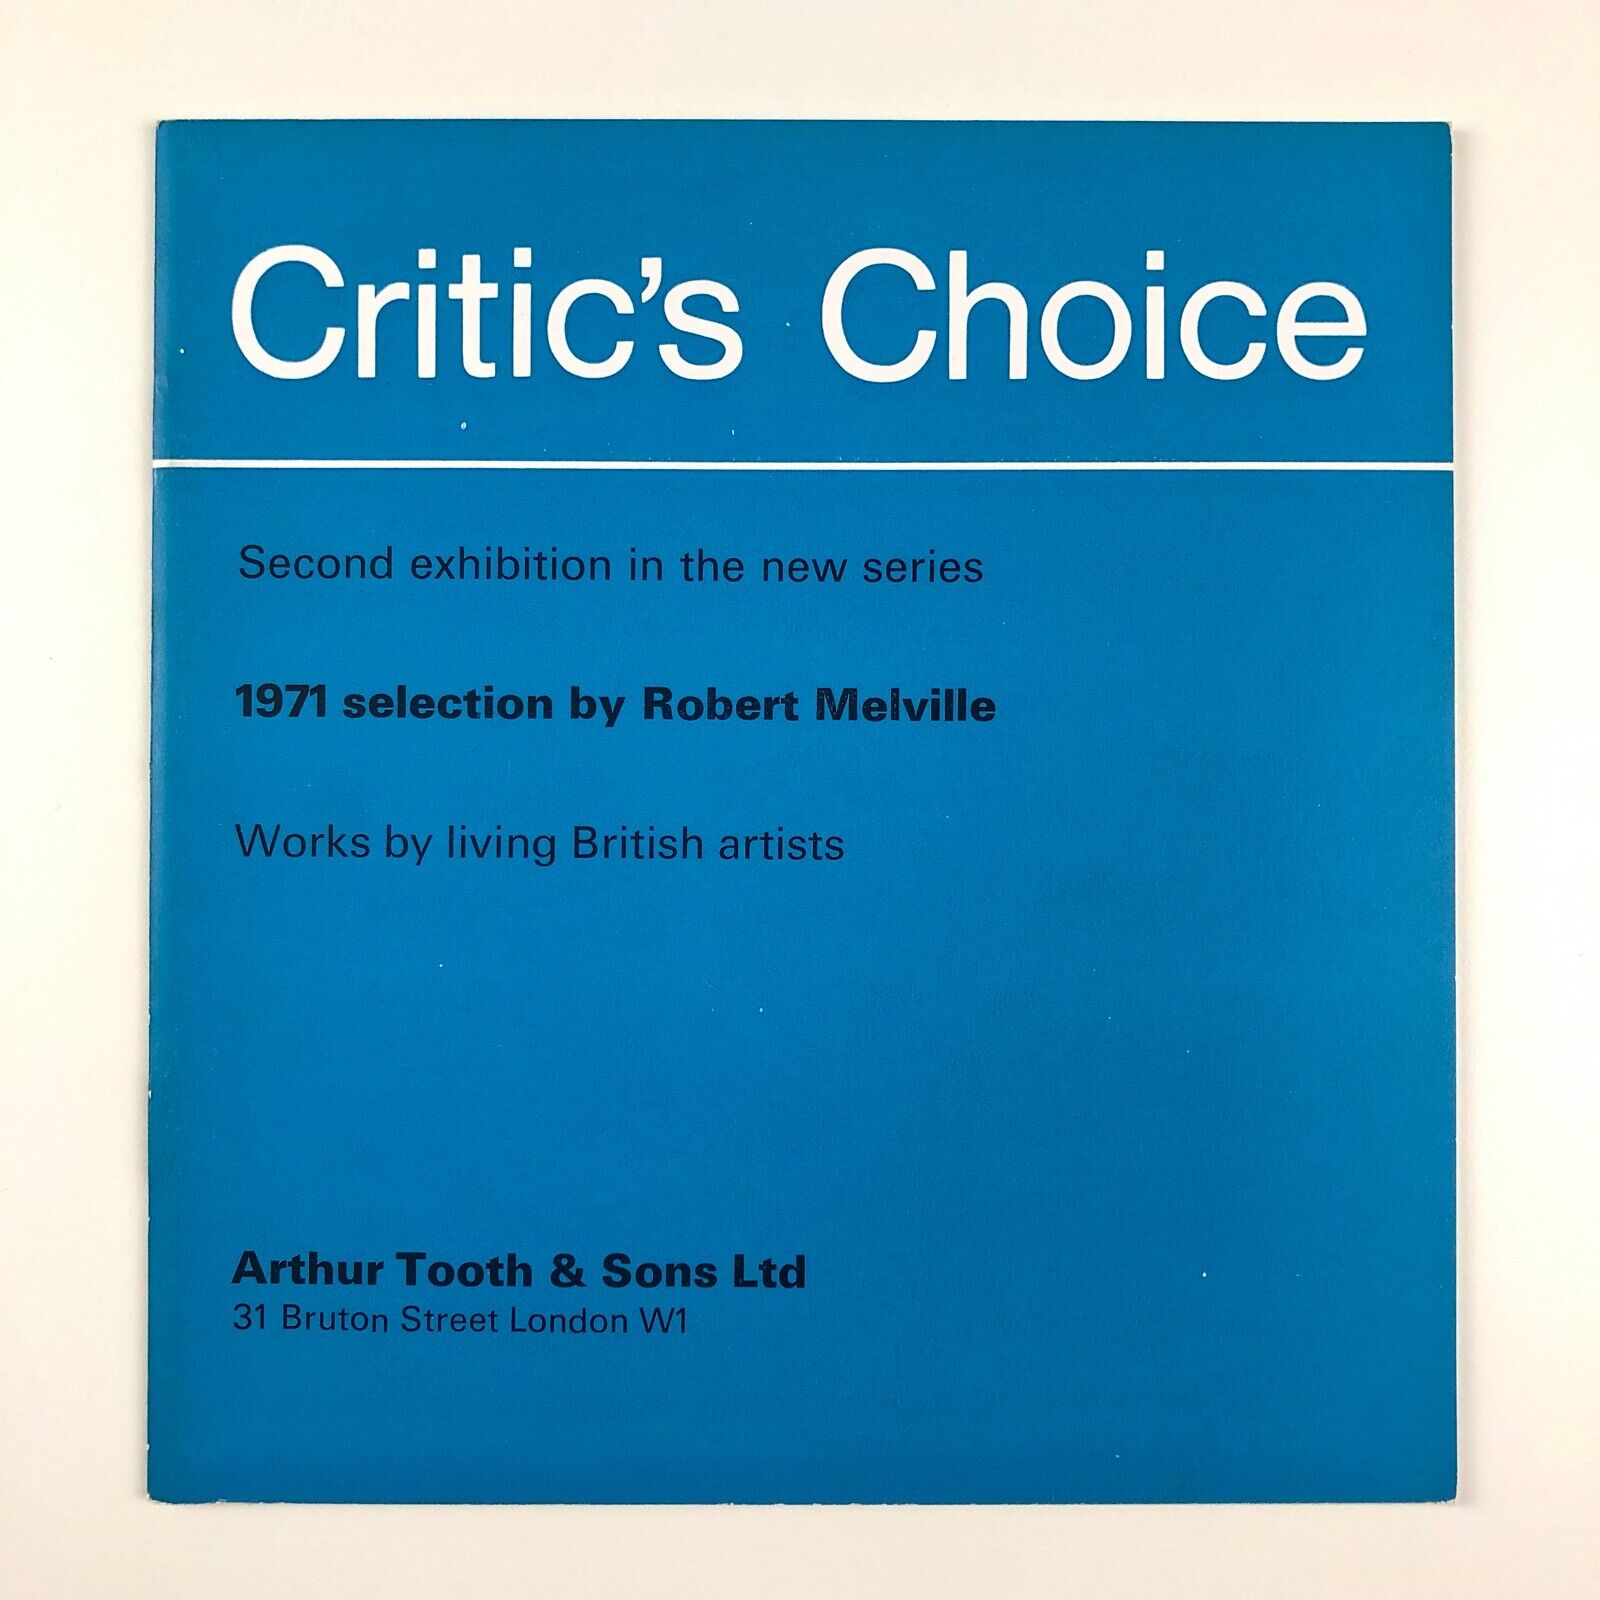 Critic's Choice
Second exhibition in the new series
1971 selection by Robert Melville
Works by living British artists
Arthur Tooth & Sons Ltd
31 Bruton Street London W1